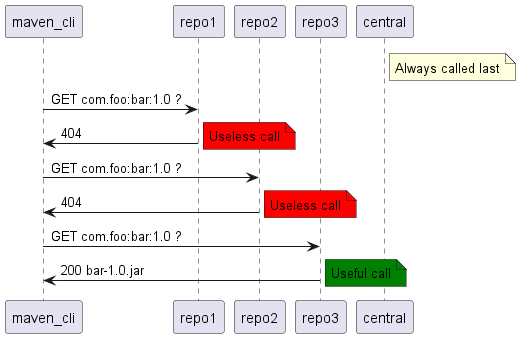 maven_cli repo1 repo2 repo3 central
Always called last
GET com.foo:bar:1.0 ?
404
Useless call
GET com.foo:bar:1.0 ?
404
Useless call
GET com.foo:bar:1.0 ?
200 bar-1.0.jar
Useful call
maven_cli repo1 repo2 repo3 central